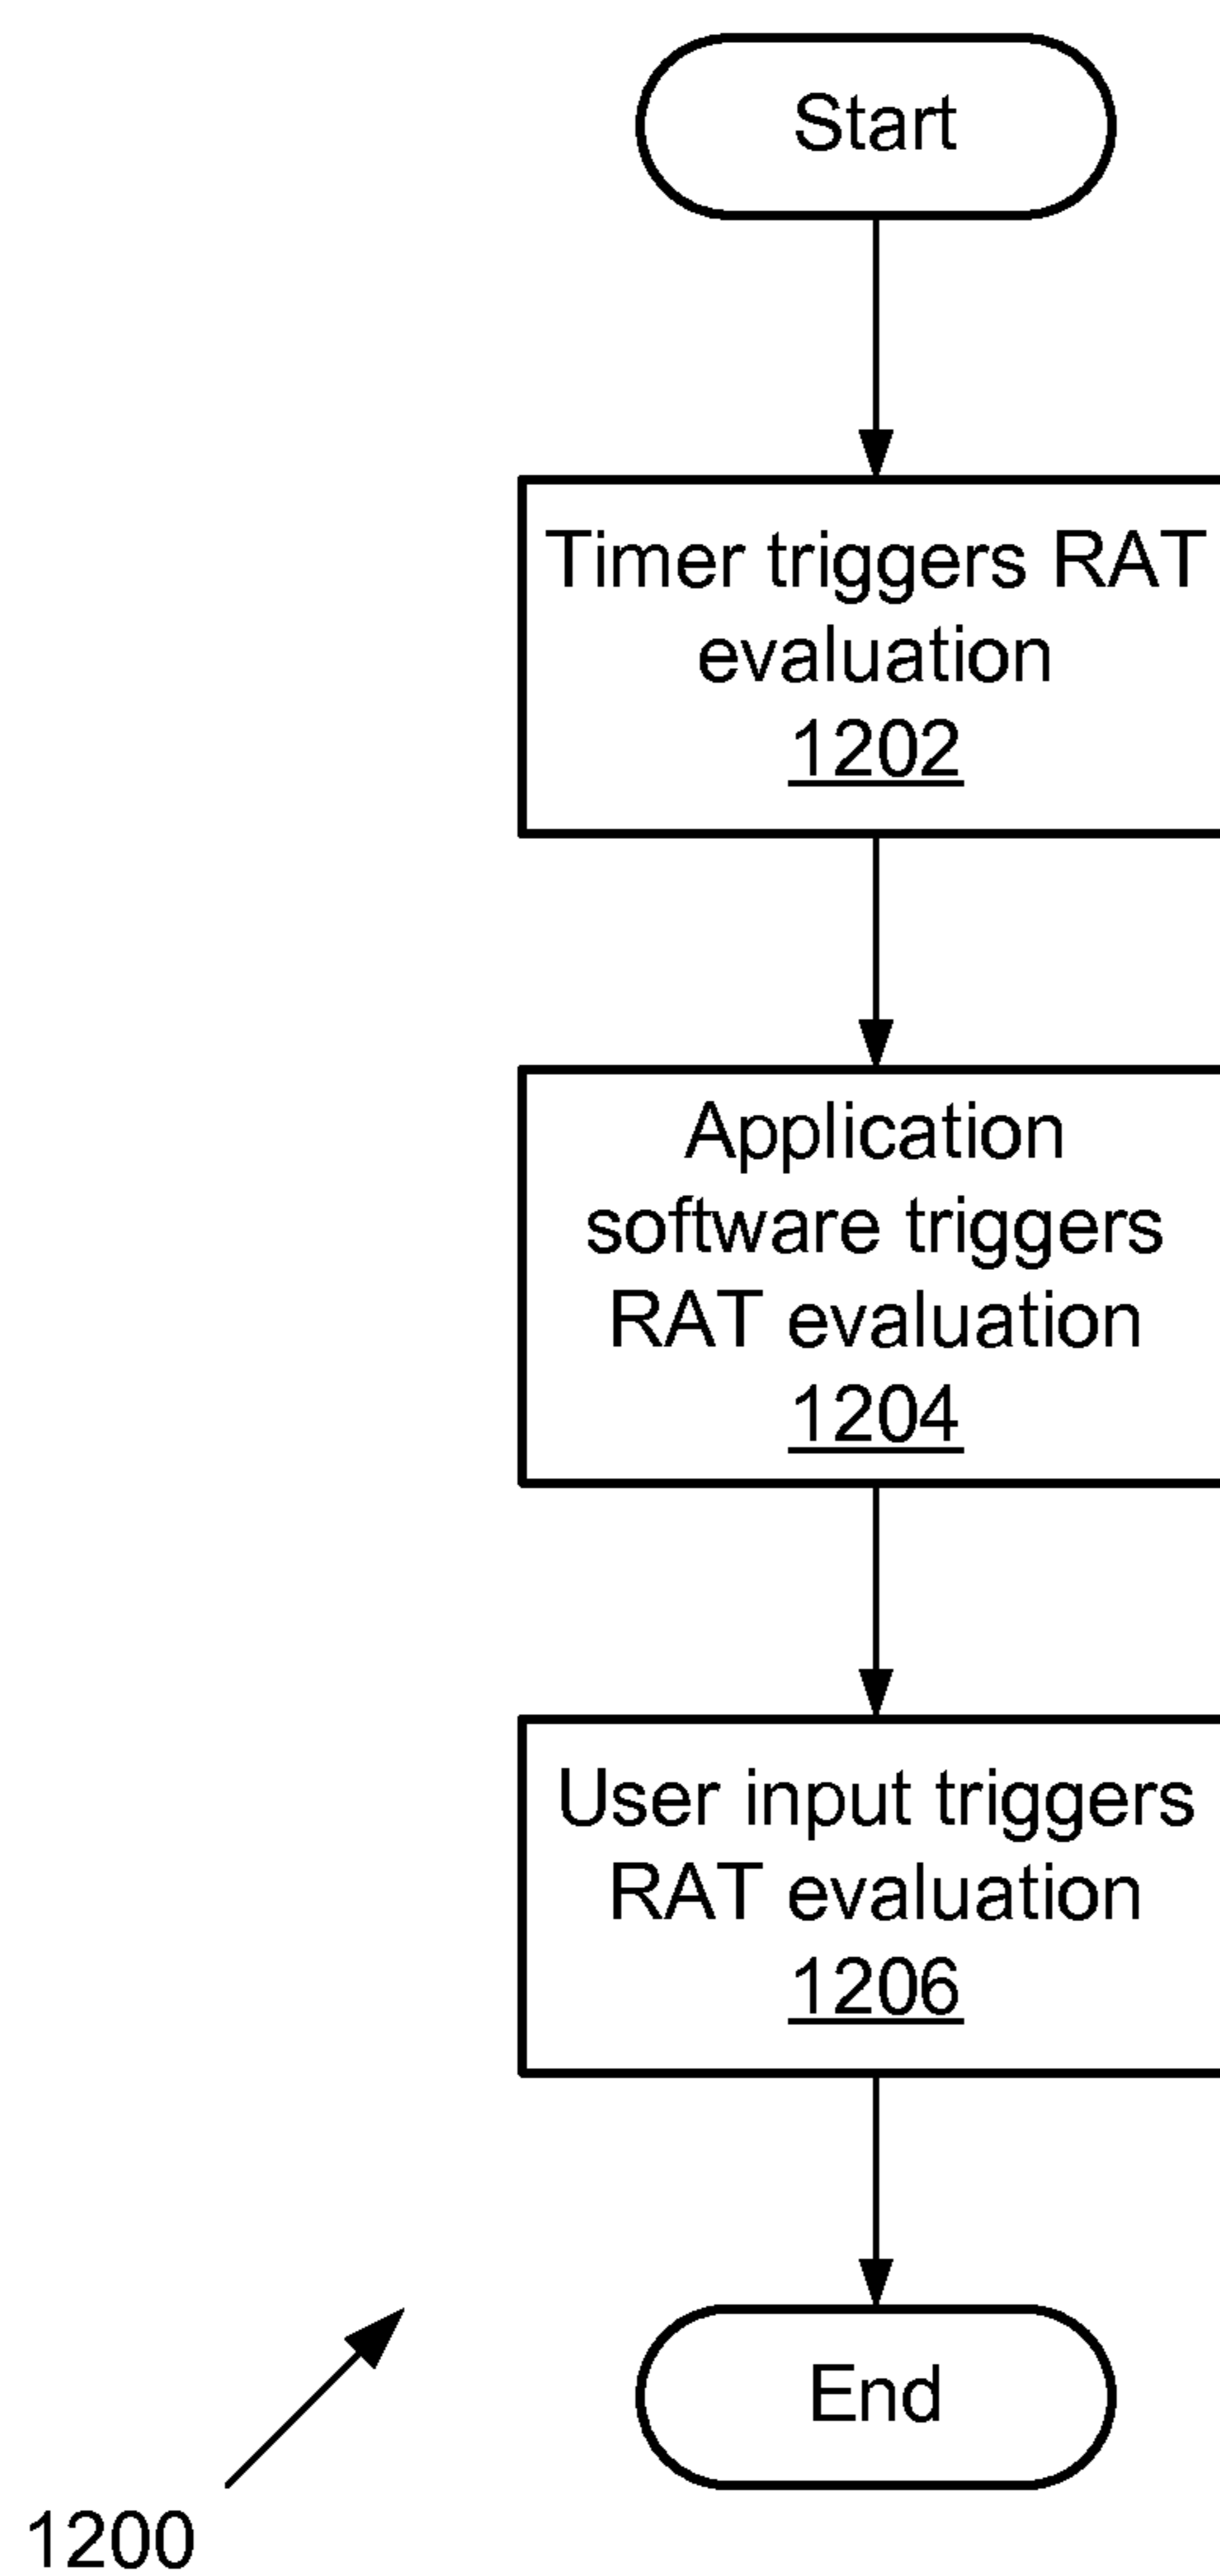 Start
Timer triggers RAT
evaluation
1202
Application
software triggers
RAT evaluation
1204
User input triggers
RAT evaluation
1206
End
1200